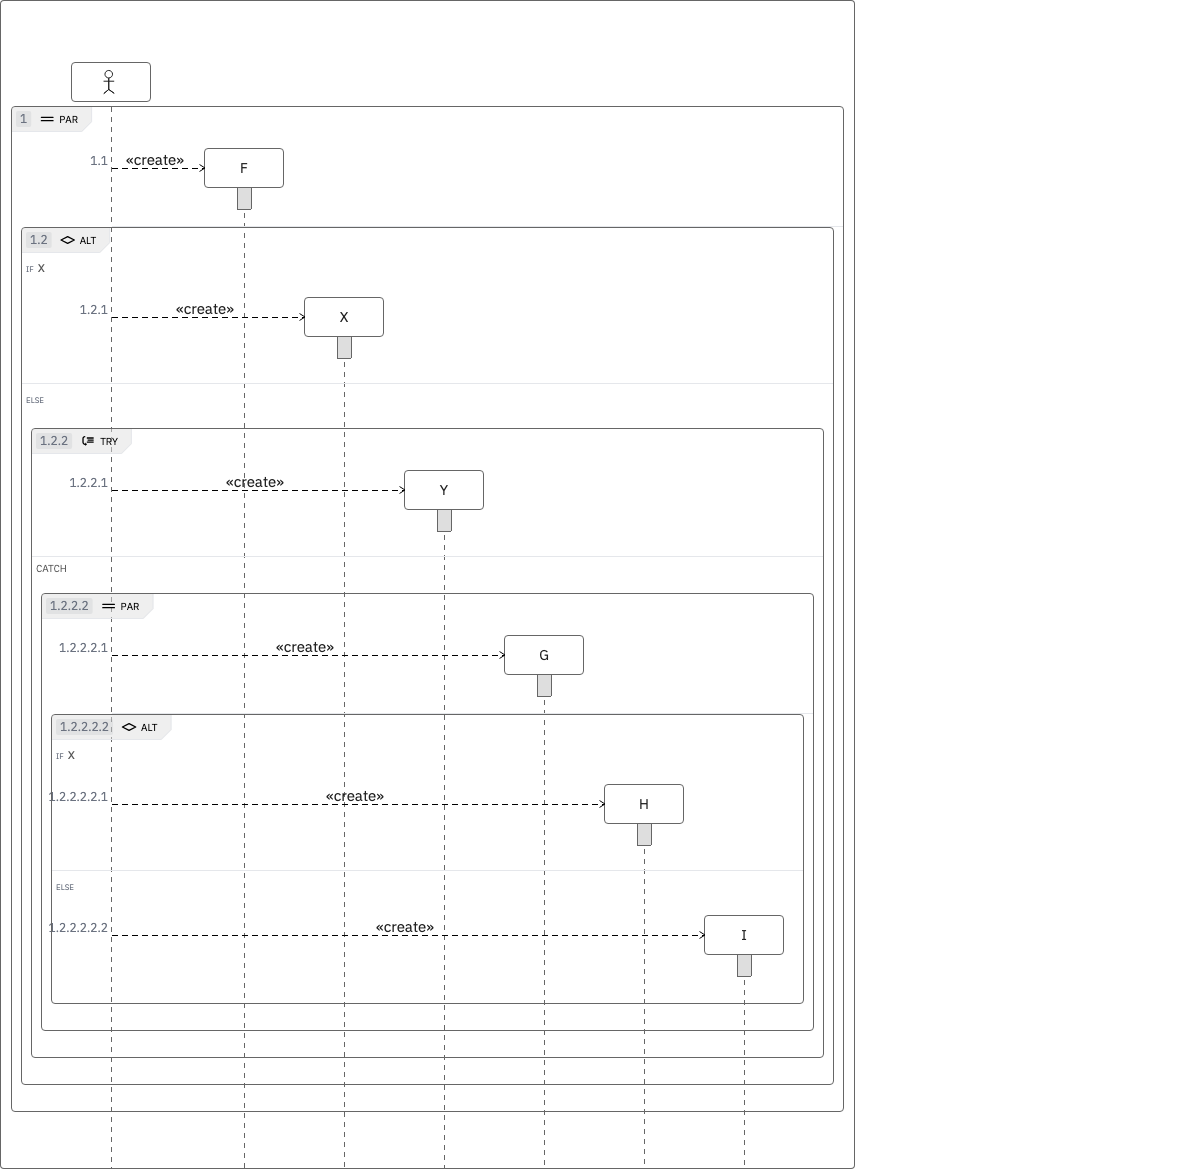 1 PAR
1.1 «create» F
1.2 ALT
IF X
1.2.1 «create» X
ELSE
1.2.2 TRY
1.2.2.1 «create» Y
CATCH
1.2.2.2 PAR
1.2.2.2.1 «create» G
1.2.2.2.2 ALT
IF X
1.2.2.2.2.1 «create» H
ELSE
1.2.2.2.2.2 «create» I